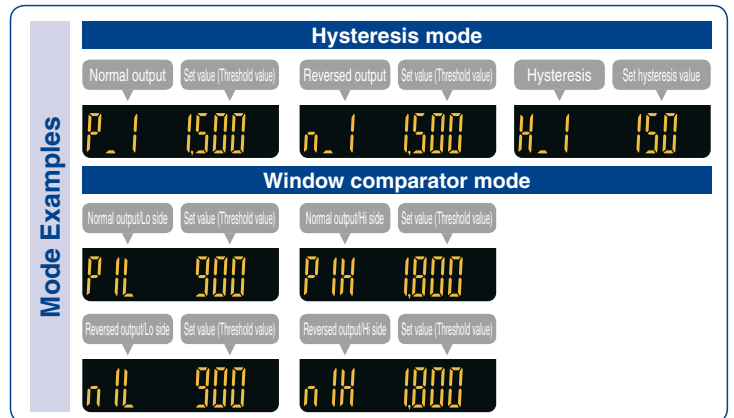 Mode Examples
Hysteresis mode
Normal output Set value (Threshold value) Reversed output Set value (Threshold value) Hysteresis Set hysteresis value
P_1 1,500 n_1 1,500 H_1 150
Window comparator mode
Normal output/Lo side Set value (Threshold value) Normal output/Hi side Set value (Threshold value)
P1L 900 P1H 1,800
Reversed output/Lo side Set value (Threshold value) Reversed output/Hi side Set value (Threshold value)
n1L 900 n1H 1,800